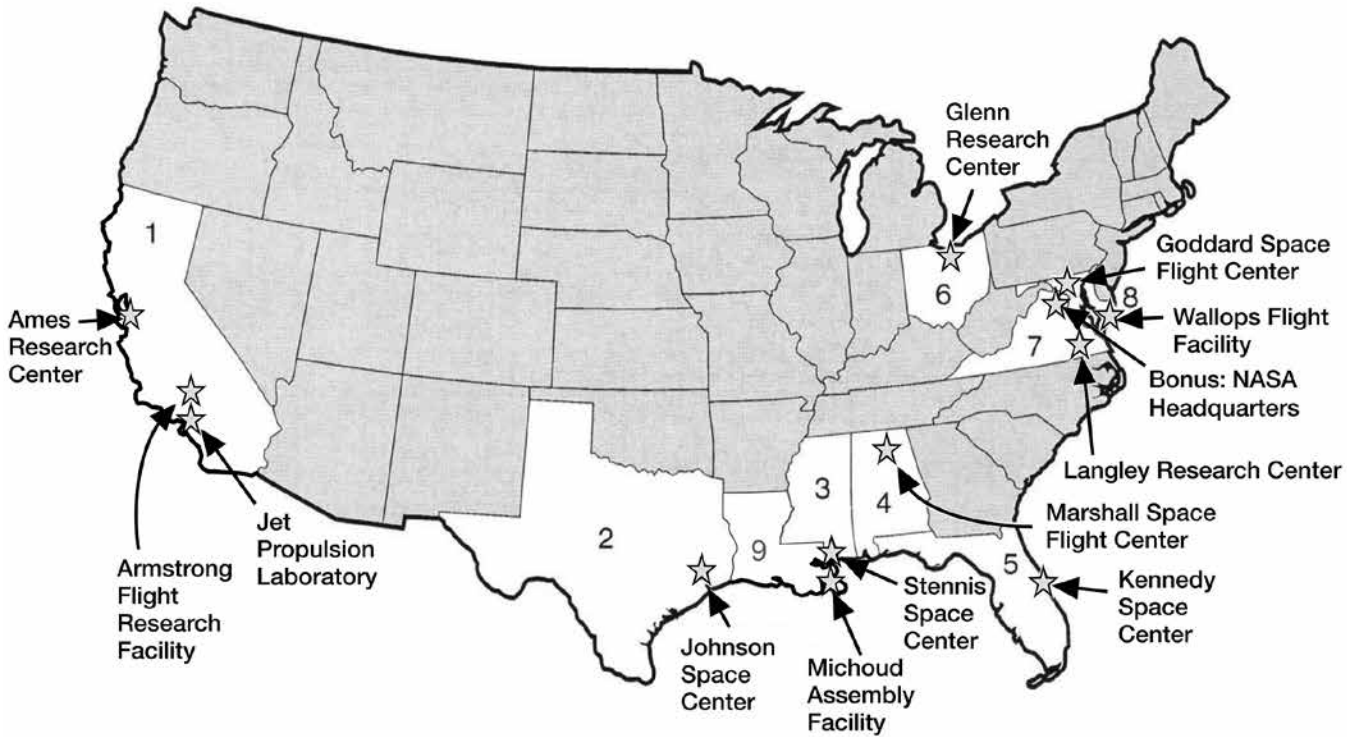 Glenn
Research
Center
1
Goddard Space
Flight Center
6
8
Ames
Research
Center
Wallops Flight
Facility
7
Bonus: NASA
Headquarters
Langley Research Center
3
4
Marshall Space
Flight Center
2
9
5
Jet
Propulsion
Laboratory
Armstrong
Flight
Research
Facility
Johnson
Space
Center
Michoud
Assembly
Facility
Stennis
Space
Center
Kennedy
Space
Center